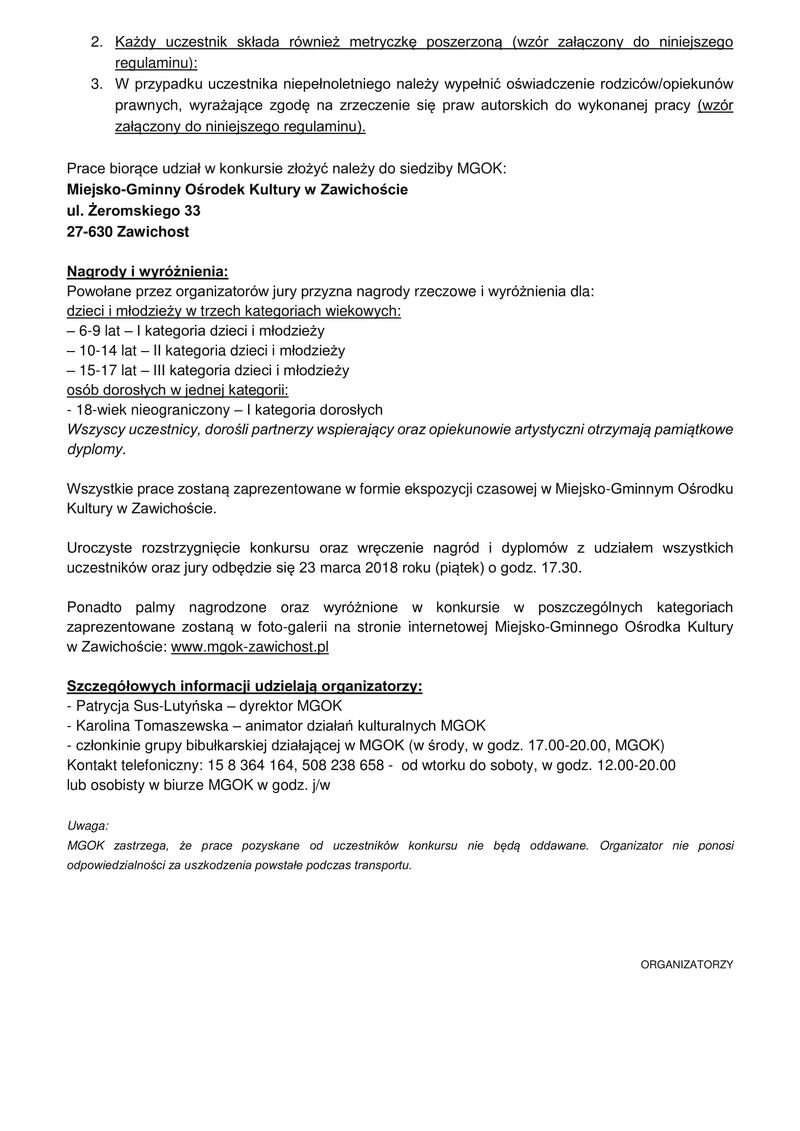 2. Każdy uczestnik składa również metryczkę poszerzoną (wzór załączony do niniejszego
regulaminu):
3. W przypadku uczestnika niepełnoletniego należy wypełnić oświadczenie rodziców/opiekunów
prawnych, wyrażające zgodę na zrzeczenie się praw autorskich do wykonanej pracy (wzór
załączony do niniejszego regulaminu).
Prace biorące udział w konkursie złożyć należy do siedziby MGOK:
Miejsko-Gminny Ośrodek Kultury w Zawichoście
ul. Żeromskiego 33
27-630 Zawichost
Nagrody i wyróżnienia:
Powołane przez organizatorów jury przyzna nagrody rzeczowe i wyróżnienia dla:
dzieci i młodzieży w trzech kategoriach wiekowych:
– 6-9 lat – I kategoria dzieci i młodzieży
– 10-14 lat – II kategoria dzieci i młodzieży
– 15-17 lat – III kategoria dzieci i młodzieży
osób dorosłych w jednej kategorii:
- 18-wiek nieograniczony – I kategoria dorosłych
Wszyscy uczestnicy, dorośli partnerzy wspierający oraz opiekunowie artystyczni otrzymają pamiątkowe
dyplomy.
Wszystkie prace zostaną zaprezentowane w formie ekspozycji czasowej w Miejsko-Gminnym Ośrodku
Kultury w Zawichoście.
Uroczyste rozstrzygnięcie konkursu oraz wręczenie nagród i dyplomów z udziałem wszystkich
uczestników oraz jury odbędzie się 23 marca 2018 roku (piątek) o godz. 17.30.
Ponadto palmy nagrodzone oraz wyróżnione w konkursie w poszczególnych kategoriach
zaprezentowane zostaną w foto-galerii na stronie internetowej Miejsko-Gminnego Ośrodka Kultury
w Zawichoście: www.mgok-zawichost.pl
Szczegółowych informacji udzielają organizatorzy:
- Patrycja Sus-Lutyńska – dyrektor MGOK
- Karolina Tomaszewska – animator działań kulturalnych MGOK
- członkinie grupy bibułkarskiej działającej w MGOK (w środy, w godz. 17.00-20.00, MGOK)
Kontakt telefoniczny: 15 8 364 164, 508 238 658 - od wtorku do soboty, w godz. 12.00-20.00
lub osobisty w biurze MGOK w godz. j/w
Uwaga:
MGOK zastrzega, że prace pozyskane od uczestników konkursu nie będą oddawane. Organizator nie ponosi
odpowiedzialności za uszkodzenia powstałe podczas transportu.
ORGANIZATORZY